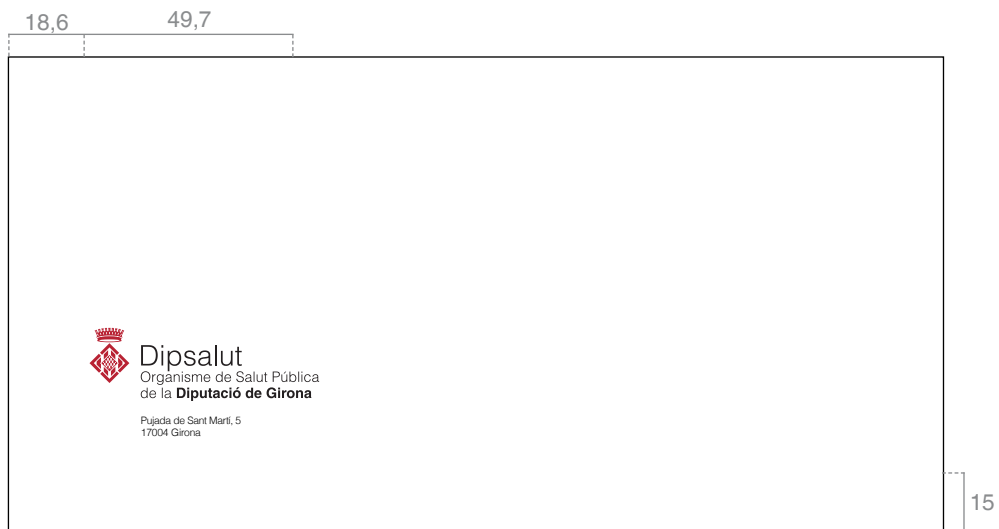 18,6
49,7
Dipsalut
Organisme de Salut Pública
de la Diputació de Girona
Pujada de Sant Martí, 5
17004 Girona
15